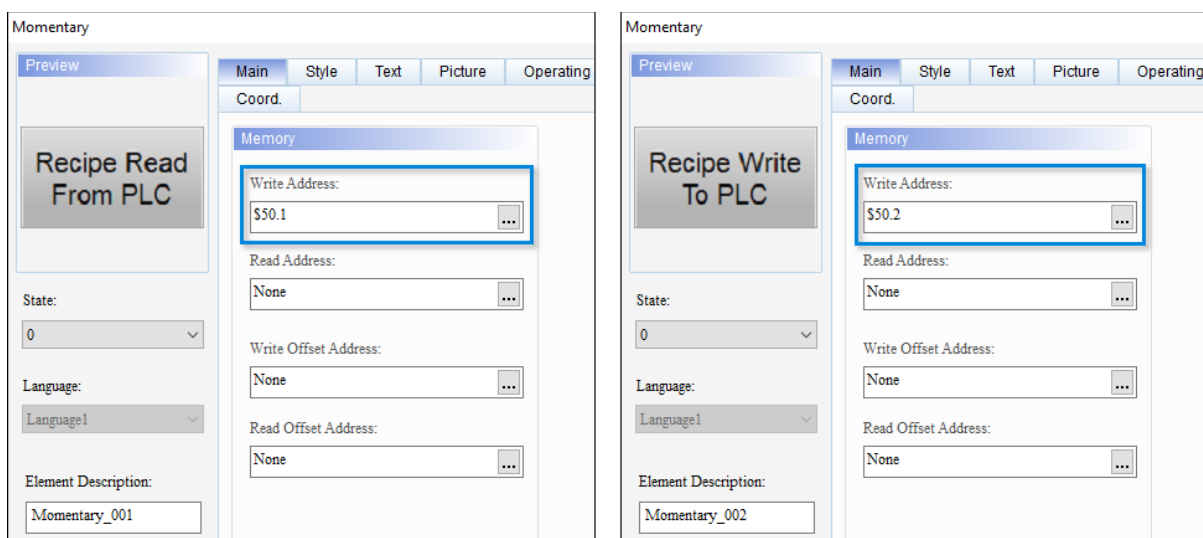 Momentary
Preview
Recipe Read
From PLC
State:
0
Language:
Language1
Element Description:
Momentary_001
Main Style Text Picture Operating
Coord.
Memory
Write Address:
$50.1
...
Read Address:
None
...
Write Offset Address:
None
...
Read Offset Address:
None
...
Momentary
Preview
Recipe Write
To PLC
State:
0
Language:
Language1
Element Description:
Momentary_002
Main Style Text Picture Operating
Coord.
Memory
Write Address:
$50.2
...
Read Address:
None
...
Write Offset Address:
None
...
Read Offset Address:
None
...